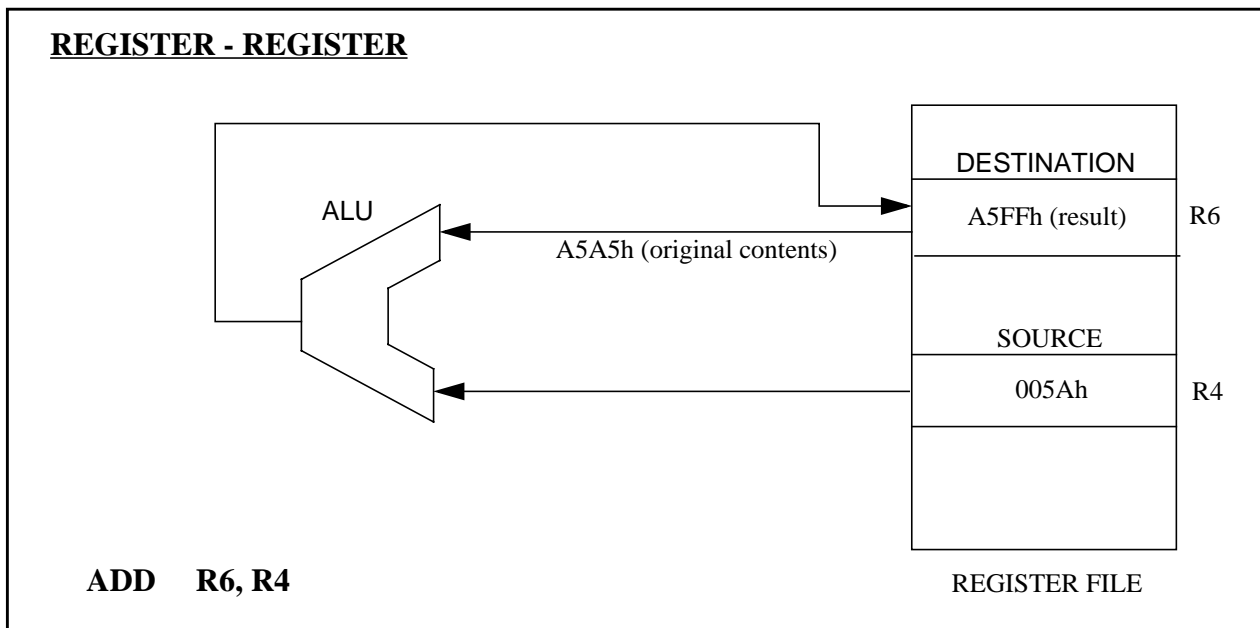 REGISTER - REGISTER
DESTINATION
ALU
A5FFh (result)
R6
A5A5h (original contents)
SOURCE
005Ah
R4
ADD R6, R4
REGISTER FILE